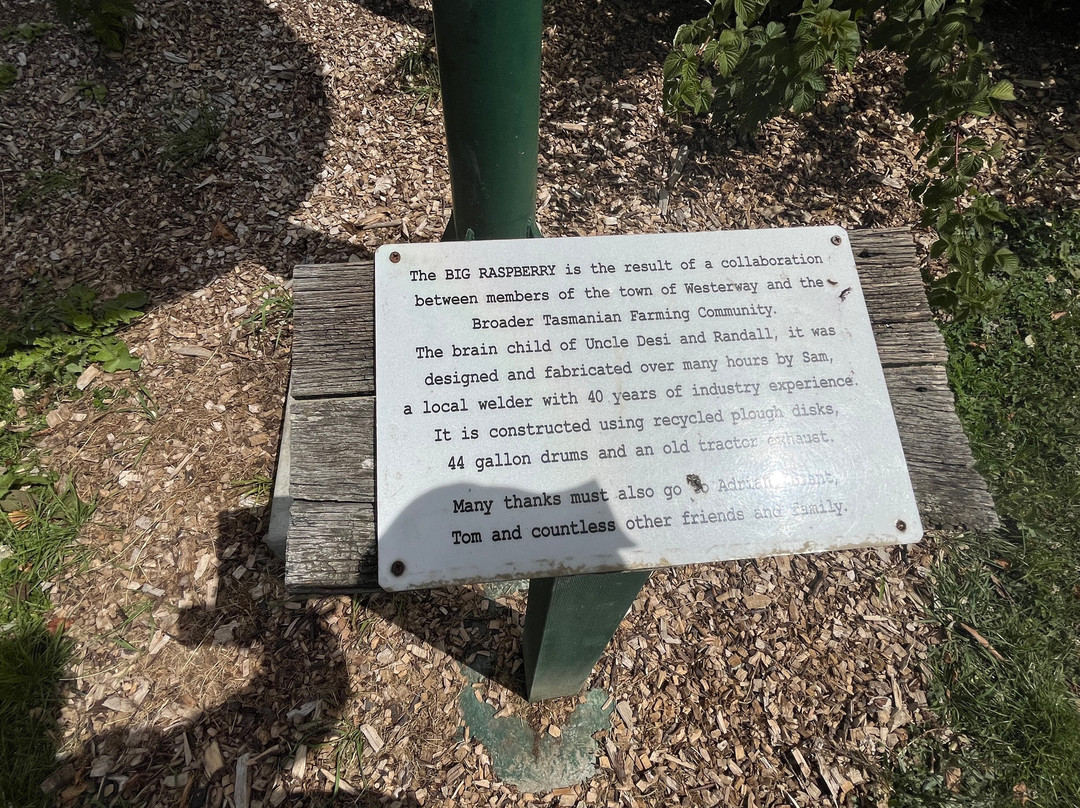 The BIG RASPBERRY is the result of a collaboration
between members of the town of Westerway and the
Broader Tasmanian Farming Community.
The brain child of Uncle Desi and Randall, it was
designed and fabricated over many hours by Sam,
a local welder with 40 years of industry experience.
It is constructed using recycled plough disks,
44 gallon drums and an old tractor exhaust.
Many thanks must also go to Adrian,
Tom and countless other friends and family.